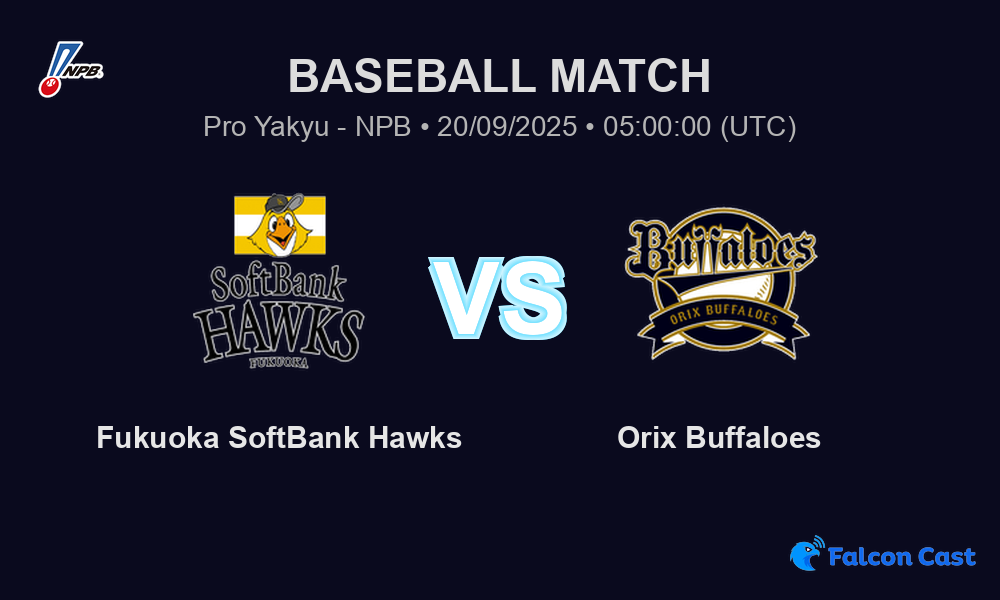 NPB.
BASEBALL MATCH
Pro Yakyu - NPB • 20/09/2025 • 05:00:00 (UTC)
SoftBank
HAWKS
FUKUOKA
VS
Buffaloes
ORIX BUFFALOES
Fukuoka SoftBank Hawks
Orix Buffaloes
Falcon Cast